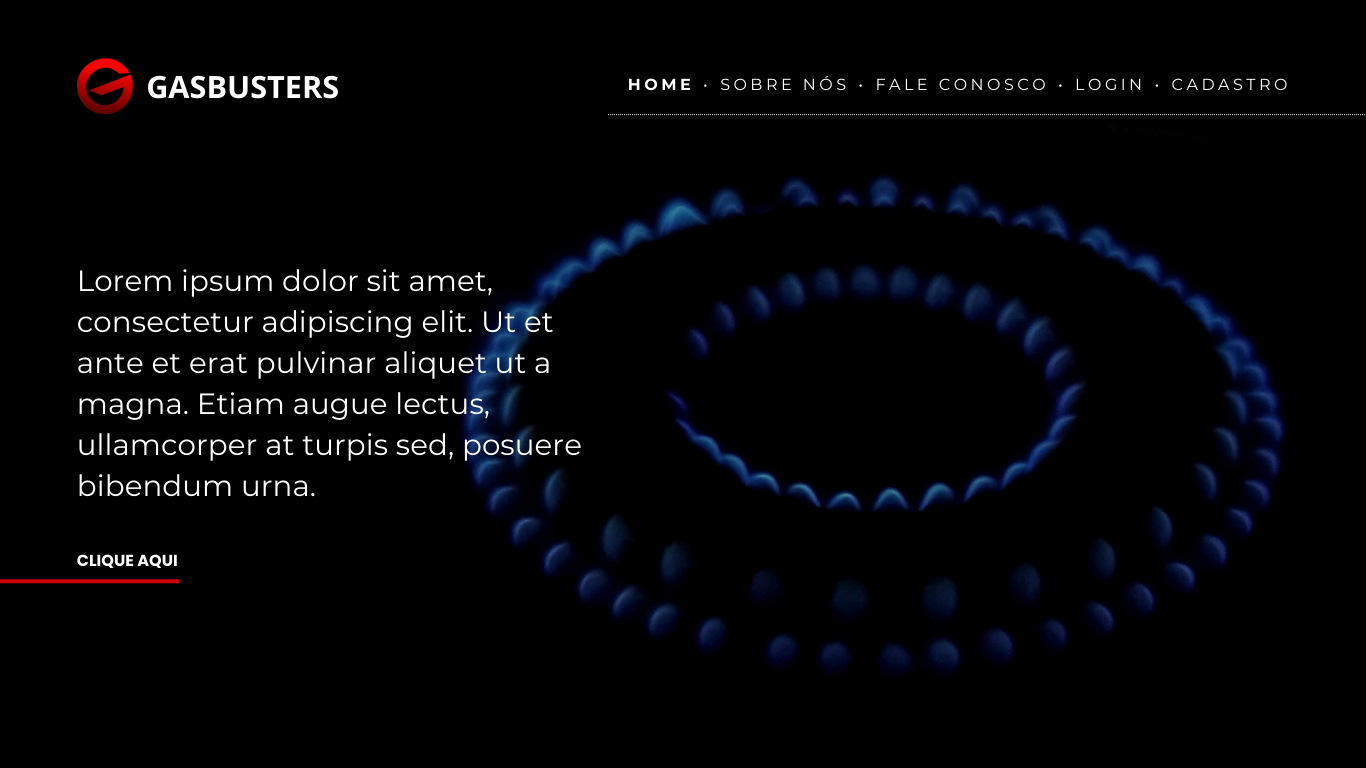 GASBUSTERS
HOME • SOBRE NÓS • FALE CONOSCO • LOGIN • CADASTRO
Lorem ipsum dolor sit amet,
consectetur adipiscing elit. Ut et
ante et erat pulvinar aliquet ut a
magna. Etiam augue lectus,
ullamcorper at turpis sed, posuere
bibendum urna.
CLIQUE AQUI